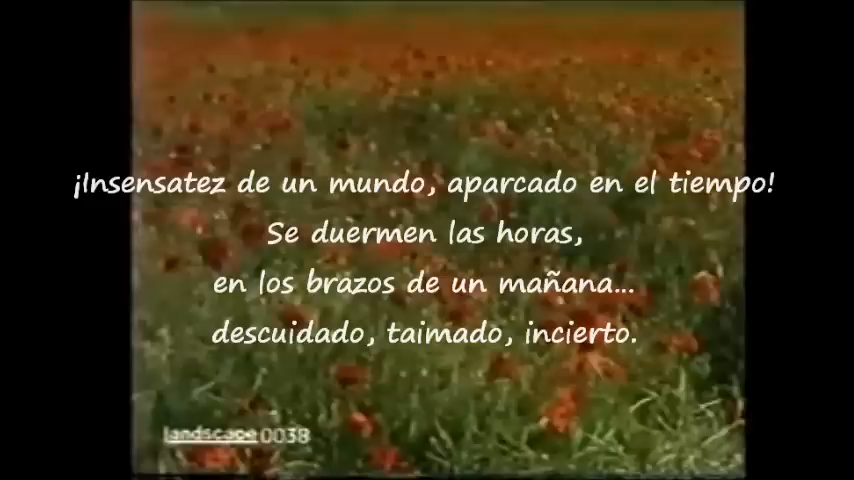 ¡Insensatez de un mundo, aparcado en el tiempo!
Se duermen las horas,
en los brazos de un mañana...
descuidado, taimado, incierto.
landscape 0038